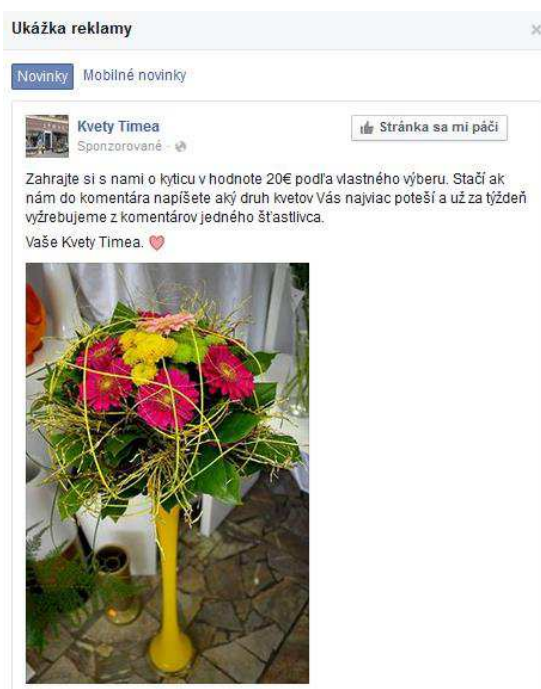 Ukážka reklamy
Novinky Mobilné novinky
Kvety Timea
Stránka sa mi páči
Sponzorované ·
Zahrajte si s nami o kyticu v hodnote 20€ podľa vlastného výberu. Stačí ak
nám do komentára napíšete aký druh kvetov Vás najviac poteší a už za týždeň
vyžrebujeme z komentárov jedného šťastlivca.
Vaše Kvety Timea.